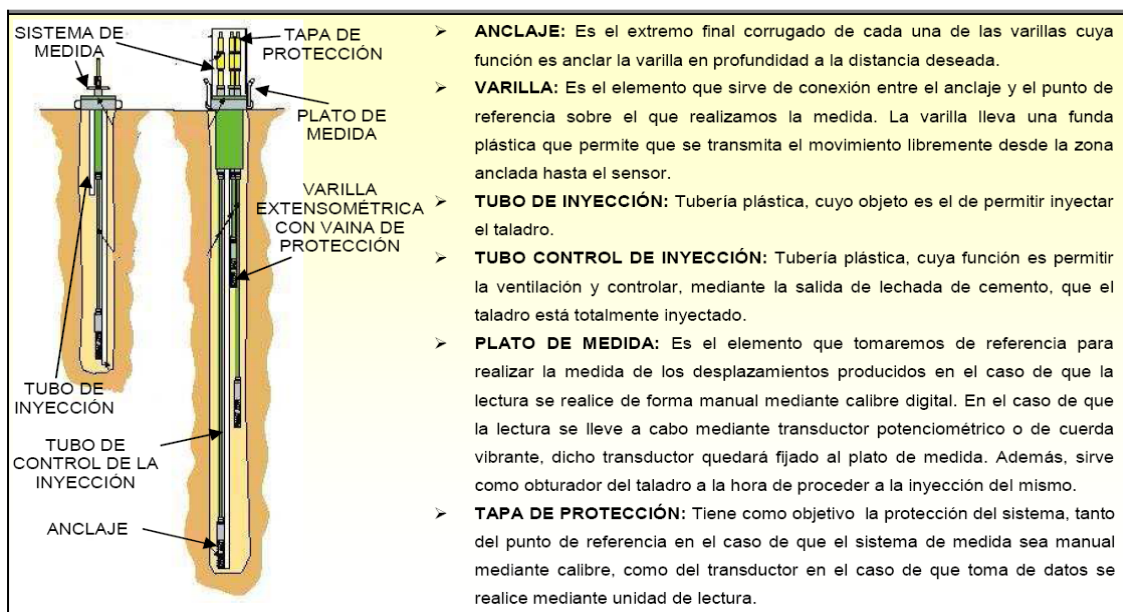 SISTEMA DE
MEDIDA
TAPA DE
PROTECCIÓN
PLATO DE
MEDIDA
VARILLA
EXTENSOMÉTRICA
CON VAINA DE
PROTECCIÓN
TUBO DE
INYECCIÓN
TUBO DE
CONTROL DE LA
INYECCIÓN
ANCLAJE
➢ ANCLAJE: Es el extremo final corrugado de cada una de las varillas cuya
función es anclar la varilla en profundidad a la distancia deseada.
➢ VARILLA: Es el elemento que sirve de conexión entre el anclaje y el punto de
referencia sobre el que realizamos la medida. La varilla lleva una funda
plástica que permite que se transmita el movimiento libremente desde la zona
anclada hasta el sensor.
➢ TUBO DE INYECCIÓN: Tubería plástica, cuyo objeto es el de permitir inyectar
el taladro.
➢ TUBO CONTROL DE INYECCIÓN: Tubería plástica, cuya función es permitir
la ventilación y controlar, mediante la salida de lechada de cemento, que el
taladro está totalmente inyectado.
➢ PLATO DE MEDIDA: Es el elemento que tomaremos de referencia para
realizar la medida de los desplazamientos producidos en el caso de que la
lectura se realice de forma manual mediante calibre digital. En el caso de que
la lectura se lleve a cabo mediante transductor potenciométrico o de cuerda
vibrante, dicho transductor quedará fijado al plato de medida. Además, sirve
como obturador del taladro a la hora de proceder a la inyección del mismo.
➢ TAPA DE PROTECCIÓN: Tiene como objetivo la protección del sistema, tanto
del punto de referencia en el caso de que el sistema de medida sea manual
mediante calibre, como del transductor en el caso de que toma de datos se
realice mediante unidad de lectura.